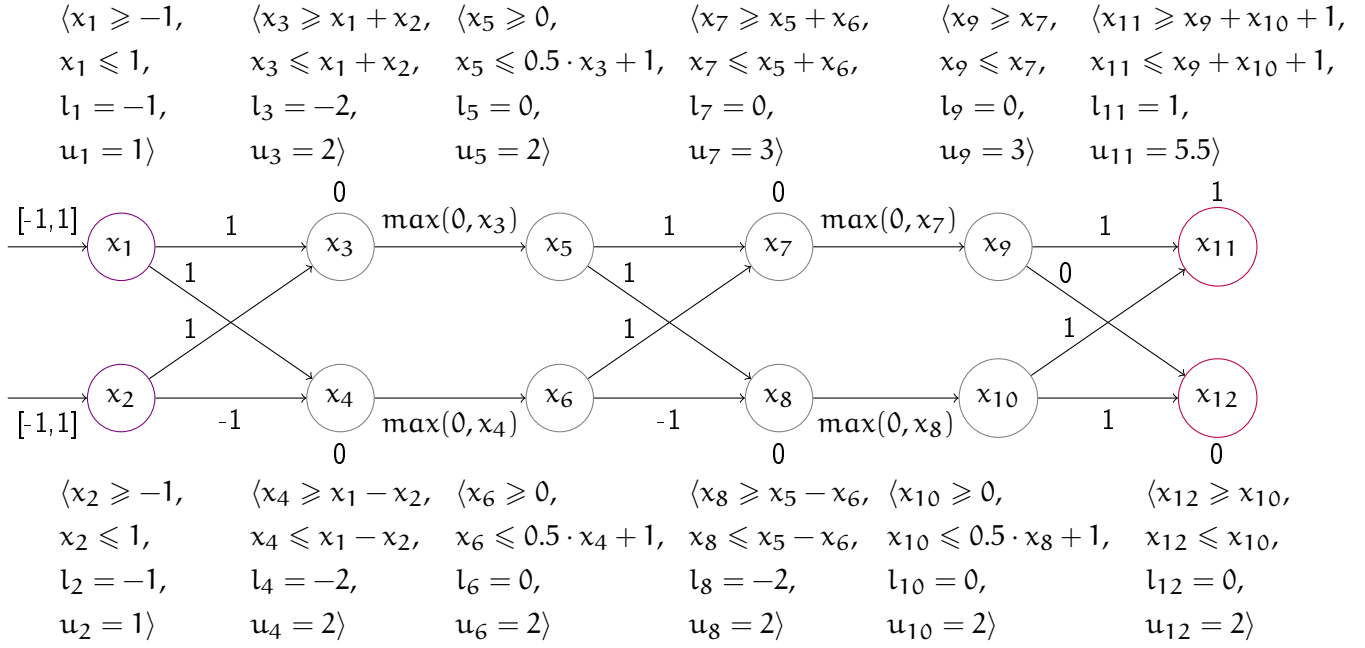 ⟨x₁ ⩾ −1, ⟨x₃ ⩾ x₁ + x₂, ⟨x₅ ⩾ 0, ⟨x₇ ⩾ x₅ + x₆, ⟨x₉ ⩾ x₇, ⟨x₁₁ ⩾ x₉ + x₁₀ + 1,
x₁ ⩽ 1, x₃ ⩽ x₁ + x₂, x₅ ⩽ 0.5 · x₃ + 1, x₇ ⩽ x₅ + x₆, x₉ ⩽ x₇, x₁₁ ⩽ x₉ + x₁₀ + 1,
l₁ = −1, l₃ = −2, l₅ = 0, l₇ = 0, l₉ = 0, l₁₁ = 1,
u₁ = 1⟩ u₃ = 2⟩ u₅ = 2⟩ u₇ = 3⟩ u₉ = 3⟩ u₁₁ = 5.5⟩
0 0 1
[-1,1] 1 max(0, x₃) 1 max(0, x₇) 1
x₁ x₃ x₅ x₇ x₉ x₁₁
1 1 0
1 1 1
x₂ x₄ x₆ x₈ x₁₀ x₁₂
[-1,1] -1 max(0, x₄) -1 max(0, x₈) 1
0 0 0
⟨x₂ ⩾ −1, ⟨x₄ ⩾ x₁ − x₂, ⟨x₆ ⩾ 0, ⟨x₈ ⩾ x₅ − x₆, ⟨x₁₀ ⩾ 0, ⟨x₁₂ ⩾ x₁₀,
x₂ ⩽ 1, x₄ ⩽ x₁ − x₂, x₆ ⩽ 0.5 · x₄ + 1, x₈ ⩽ x₅ − x₆, x₁₀ ⩽ 0.5 · x₈ + 1, x₁₂ ⩽ x₁₀,
l₂ = −1, l₄ = −2, l₆ = 0, l₈ = −2, l₁₀ = 0, l₁₂ = 0,
u₂ = 1⟩ u₄ = 2⟩ u₆ = 2⟩ u₈ = 2⟩ u₁₀ = 2⟩ u₁₂ = 2⟩